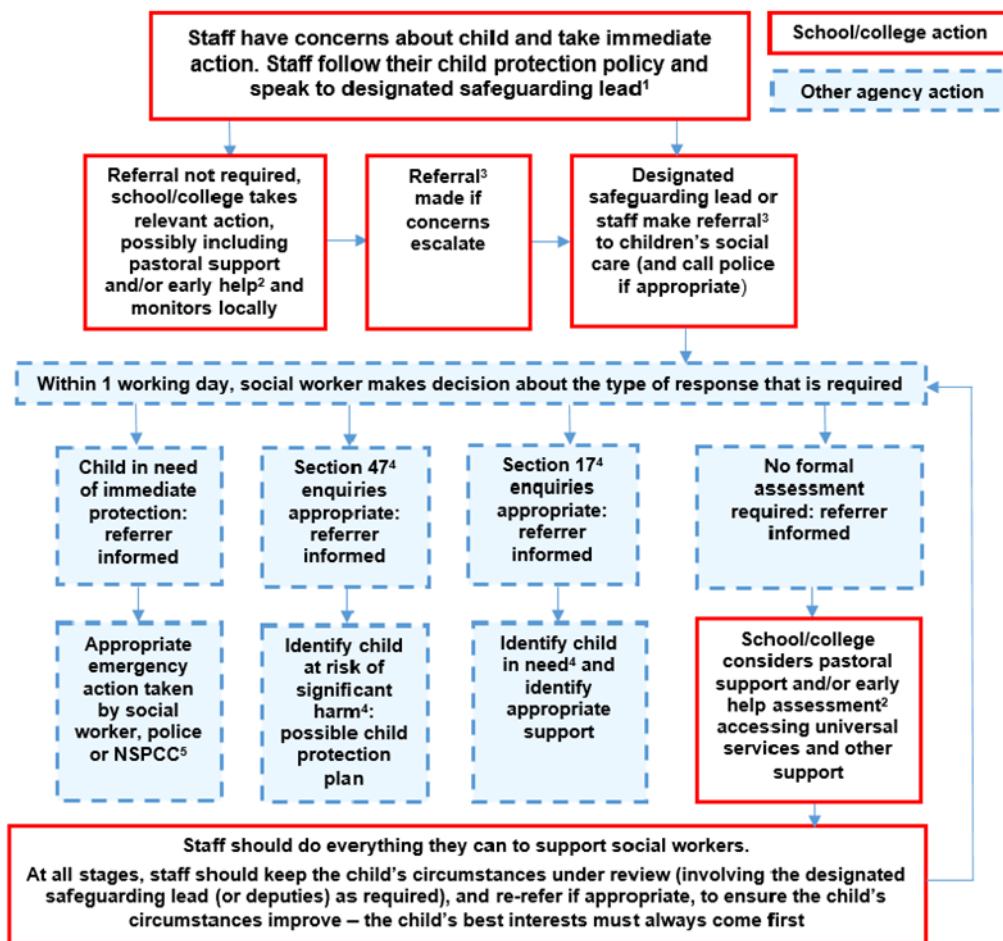 Staff have concerns about child and take immediate
action. Staff follow their child protection policy and
speak to designated safeguarding lead¹
School/college action
Other agency action
Referral not required,
school/college takes
relevant action,
possibly including
pastoral support
and/or early help² and
monitors locally
Referral³
made if
concerns
escalate
Designated
safeguarding lead or
staff make referral³
to children's social
care (and call police
if appropriate)
Within 1 working day, social worker makes decision about the type of response that is required
Child in need
of immediate
protection:
referrer
informed
Section 47⁴
enquiries
appropriate:
referrer
informed
Section 17⁴
enquiries
appropriate:
referrer
informed
No formal
assessment
required: referrer
informed
Appropriate
emergency
action taken
by social
worker, police
or NSPCC⁵
Identify child
at risk of
significant
harm⁴:
possible child
protection
plan
Identify child
in need⁴ and
identify
appropriate
support
School/college
considers pastoral
support and/or early
help assessment²
accessing universal
services and other
support
Staff should do everything they can to support social workers.
At all stages, staff should keep the child's circumstances under review (involving the designated
safeguarding lead (or deputies) as required), and re-refer if appropriate, to ensure the child's
circumstances improve – the child's best interests must always come first